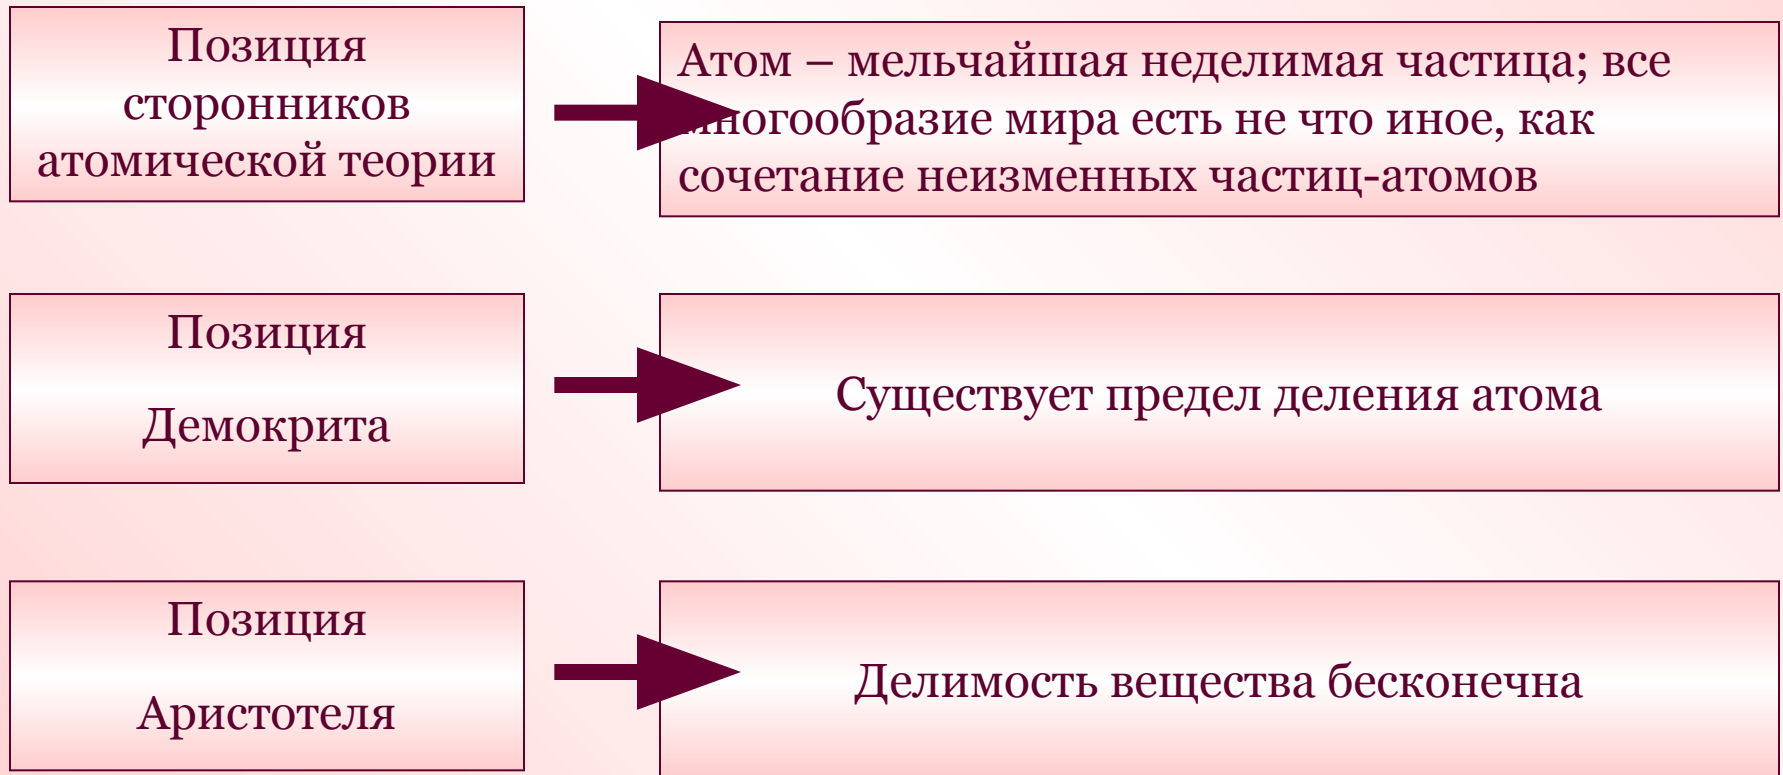 Позиция
сторонников
атомической теории
Атом – мельчайшая неделимая частица; все
многообразие мира есть не что иное, как
сочетание неизменных частиц-атомов
Позиция
Демокрита
Существует предел деления атома
Позиция
Аристотеля
Делимость вещества бесконечна